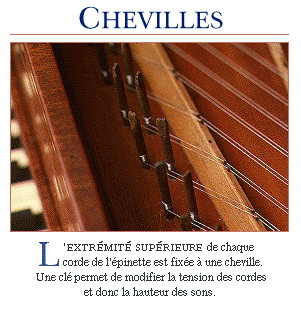 CHEVILLES
L'EXTRÉMITÉ SUPÉRIEURE de chaque
corde de l'épinette est fixée à une cheville.
Une clé permet de modifier la tension des cordes
et donc la hauteur des sons.